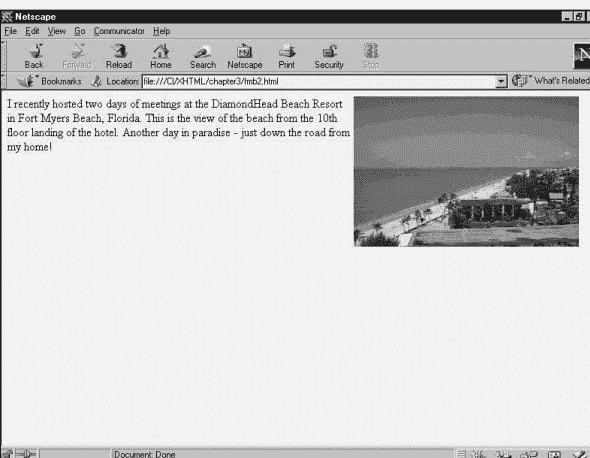 Netscape
File Edit View Go Communicator Help
Back Forward Reload Home Search Netscape Print Security Stop
N
Bookmarks Location: file:///C|/XHTML/chapter3/fmb2.html What's Related
I recently hosted two days of meetings at the DiamondHead Beach Resort
in Fort Myers Beach, Florida. This is the view of the beach from the 10th
floor landing of the hotel. Another day in paradise - just down the road from
my home!
Document: Done